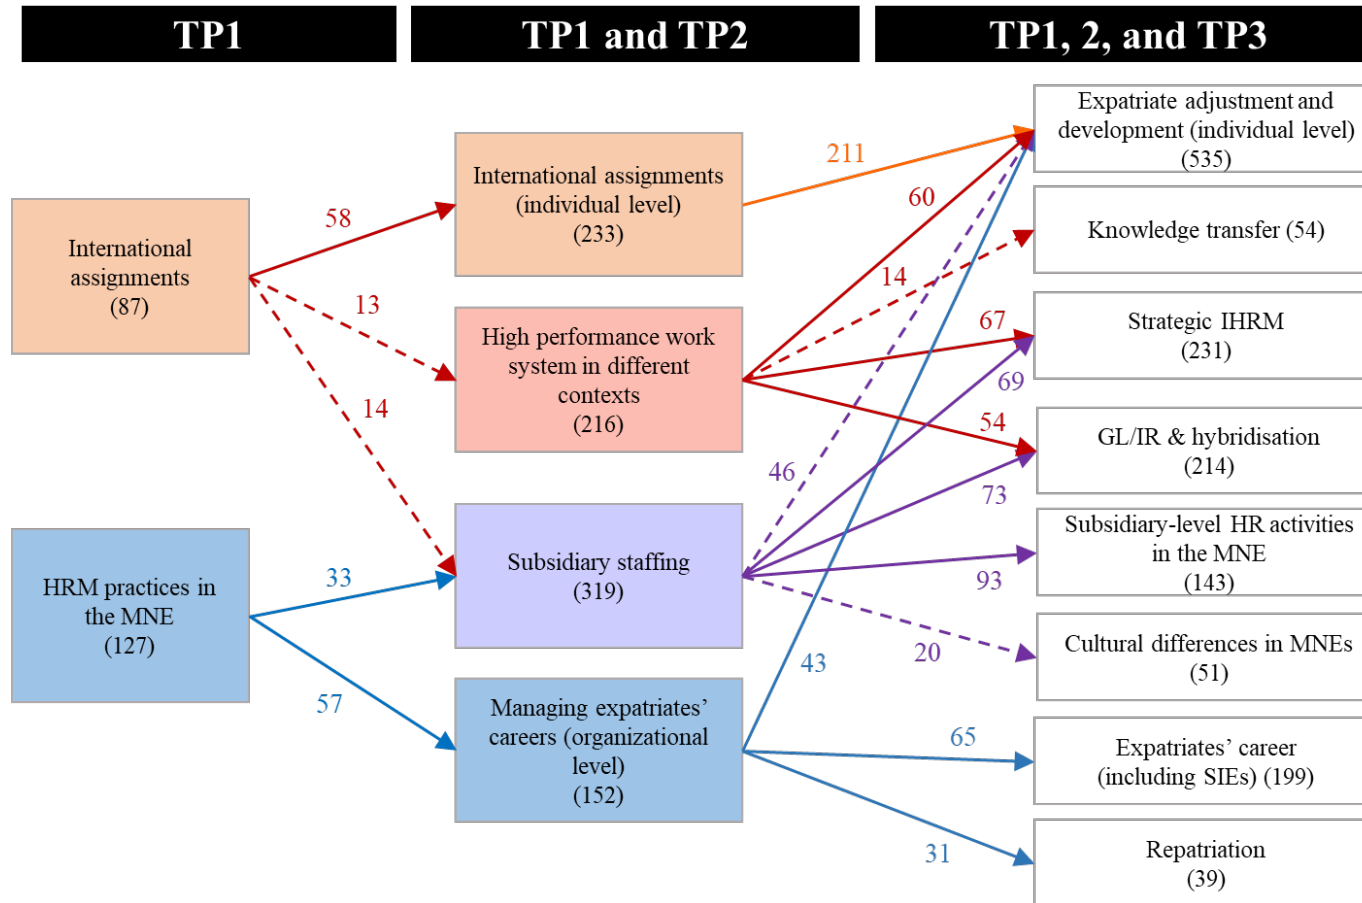 TP1
TP1 and TP2
TP1, 2, and TP3
International
assignments
(87)
HRM practices in
the MNE
(127)
58
13
14
33
57
International assignments
(individual level)
(233)
High performance work
system in different
contexts
(216)
Subsidiary staffing
(319)
Managing expatriates’
careers (organizational
level)
(152)
211
60
14
67
69
54
46
73
93
20
43
65
31
Expatriate adjustment and
development (individual level)
(535)
Knowledge transfer (54)
Strategic IHRM
(231)
GL/IR & hybridisation
(214)
Subsidiary-level HR activities
in the MNE
(143)
Cultural differences in MNEs
(51)
Expatriates’ career
(including SIEs) (199)
Repatriation
(39)